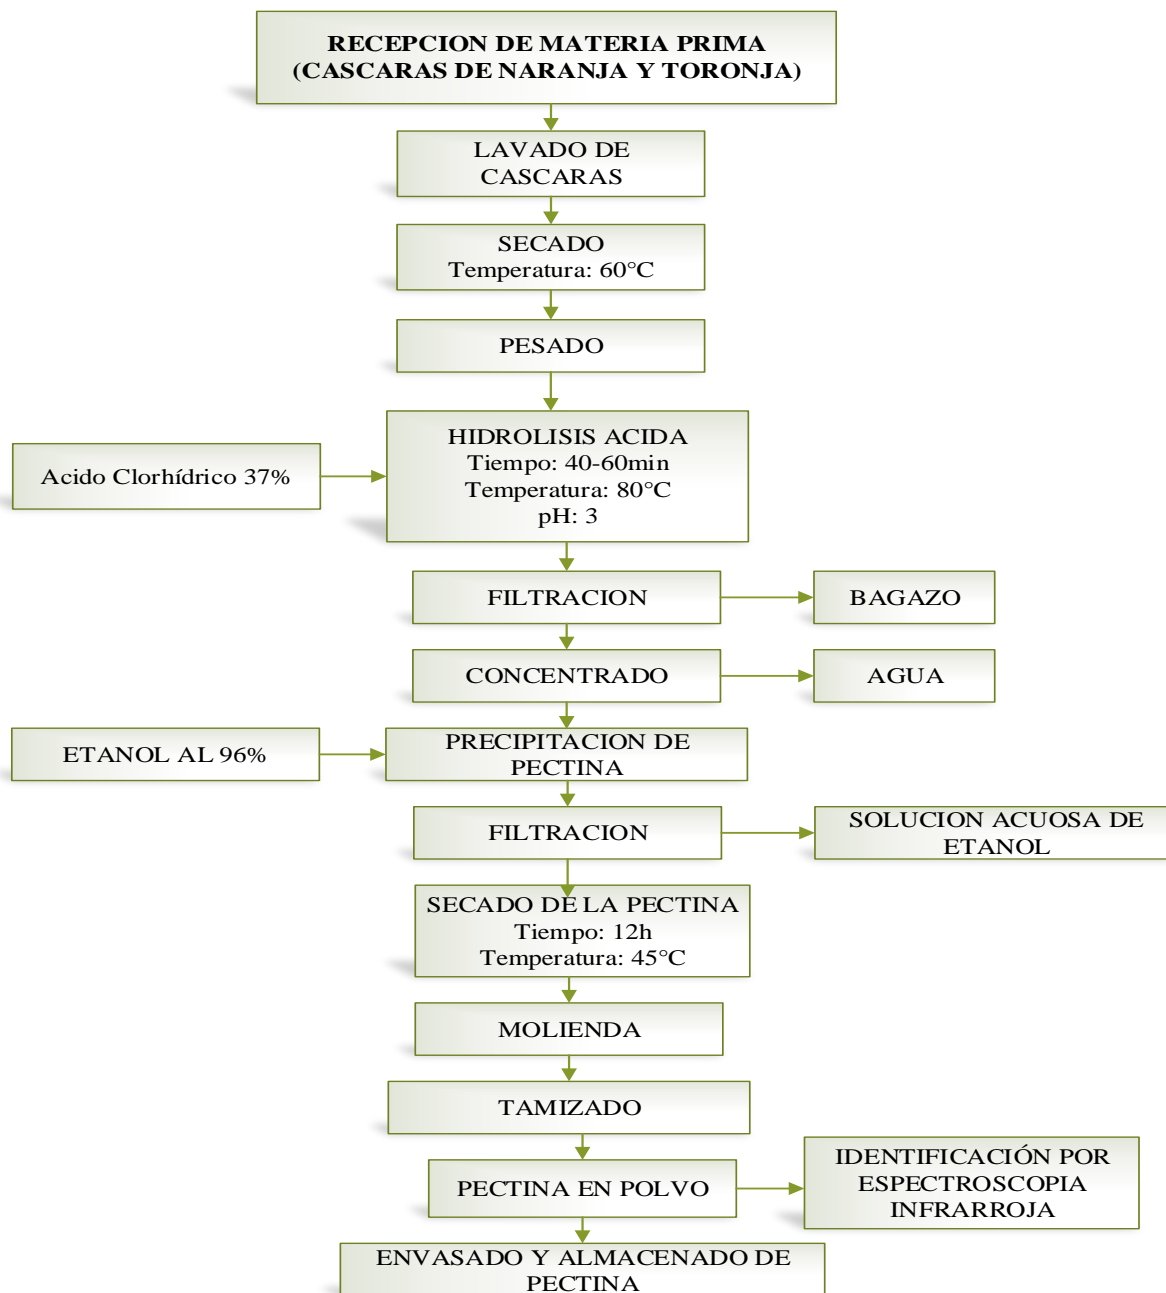 RECEPCION DE MATERIA PRIMA
(CASCARAS DE NARANJA Y TORONJA)
LAVADO DE
CASCARAS
SECADO
Temperatura: 60°C
PESADO
HIDROLISIS ACIDA
Tiempo: 40-60min
Temperatura: 80°C
pH: 3
Acido Clorhídrico 37%
FILTRACION
BAGAZO
CONCENTRADO
AGUA
ETANOL AL 96%
PRECIPITACION DE
PECTINA
FILTRACION
SOLUCION ACUOSA DE
ETANOL
SECADO DE LA PECTINA
Tiempo: 12h
Temperatura: 45°C
MOLIENDA
TAMIZADO
PECTINA EN POLVO
IDENTIFICACIÓN POR
ESPECTROSCOPIA
INFRARROJA
ENVASADO Y ALMACENADO DE
PECTINA